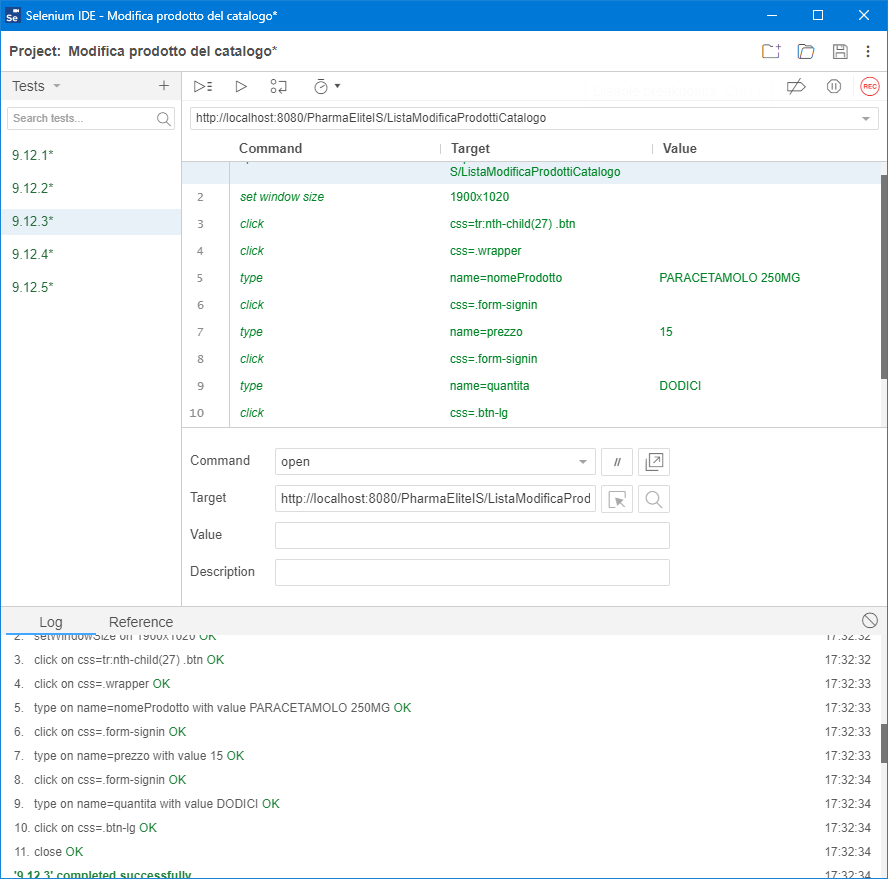 Selenium IDE - Modifica prodotto del catalogo*
Project: Modifica prodotto del catalogo*
Tests
Search tests...
9.12.1*
9.12.2*
9.12.3*
9.12.4*
9.12.5*
REC
http://localhost:8080/PharmaEliteIS/ListaModificaProdottiCatalogo
Command Target Value
S/ListaModificaProdottiCatalogo
2 set window size 1900x1020
3 click css=tr:nth-child(27) .btn
4 click css=.wrapper
5 type name=nomeProdotto PARACETAMOLO 250MG
6 click css=.form-signin
7 type name=prezzo 15
8 click css=.form-signin
9 type name=quantita DODICI
10 click css=.btn-lg
Command open //
Target http://localhost:8080/PharmaEliteIS/ListaModificaProd
Value
Description
Log Reference
2. setWindowSize on 1900x1020 OK 17:32:32
3. click on css=tr:nth-child(27) .btn OK 17:32:32
4. click on css=.wrapper OK 17:32:33
5. type on name=nomeProdotto with value PARACETAMOLO 250MG OK 17:32:33
6. click on css=.form-signin OK 17:32:33
7. type on name=prezzo with value 15 OK 17:32:33
8. click on css=.form-signin OK 17:32:34
9. type on name=quantita with value DODICI OK 17:32:34
10. click on css=.btn-lg OK 17:32:34
11. close OK 17:32:34
'9.12.3' completed successfully 17:32:34